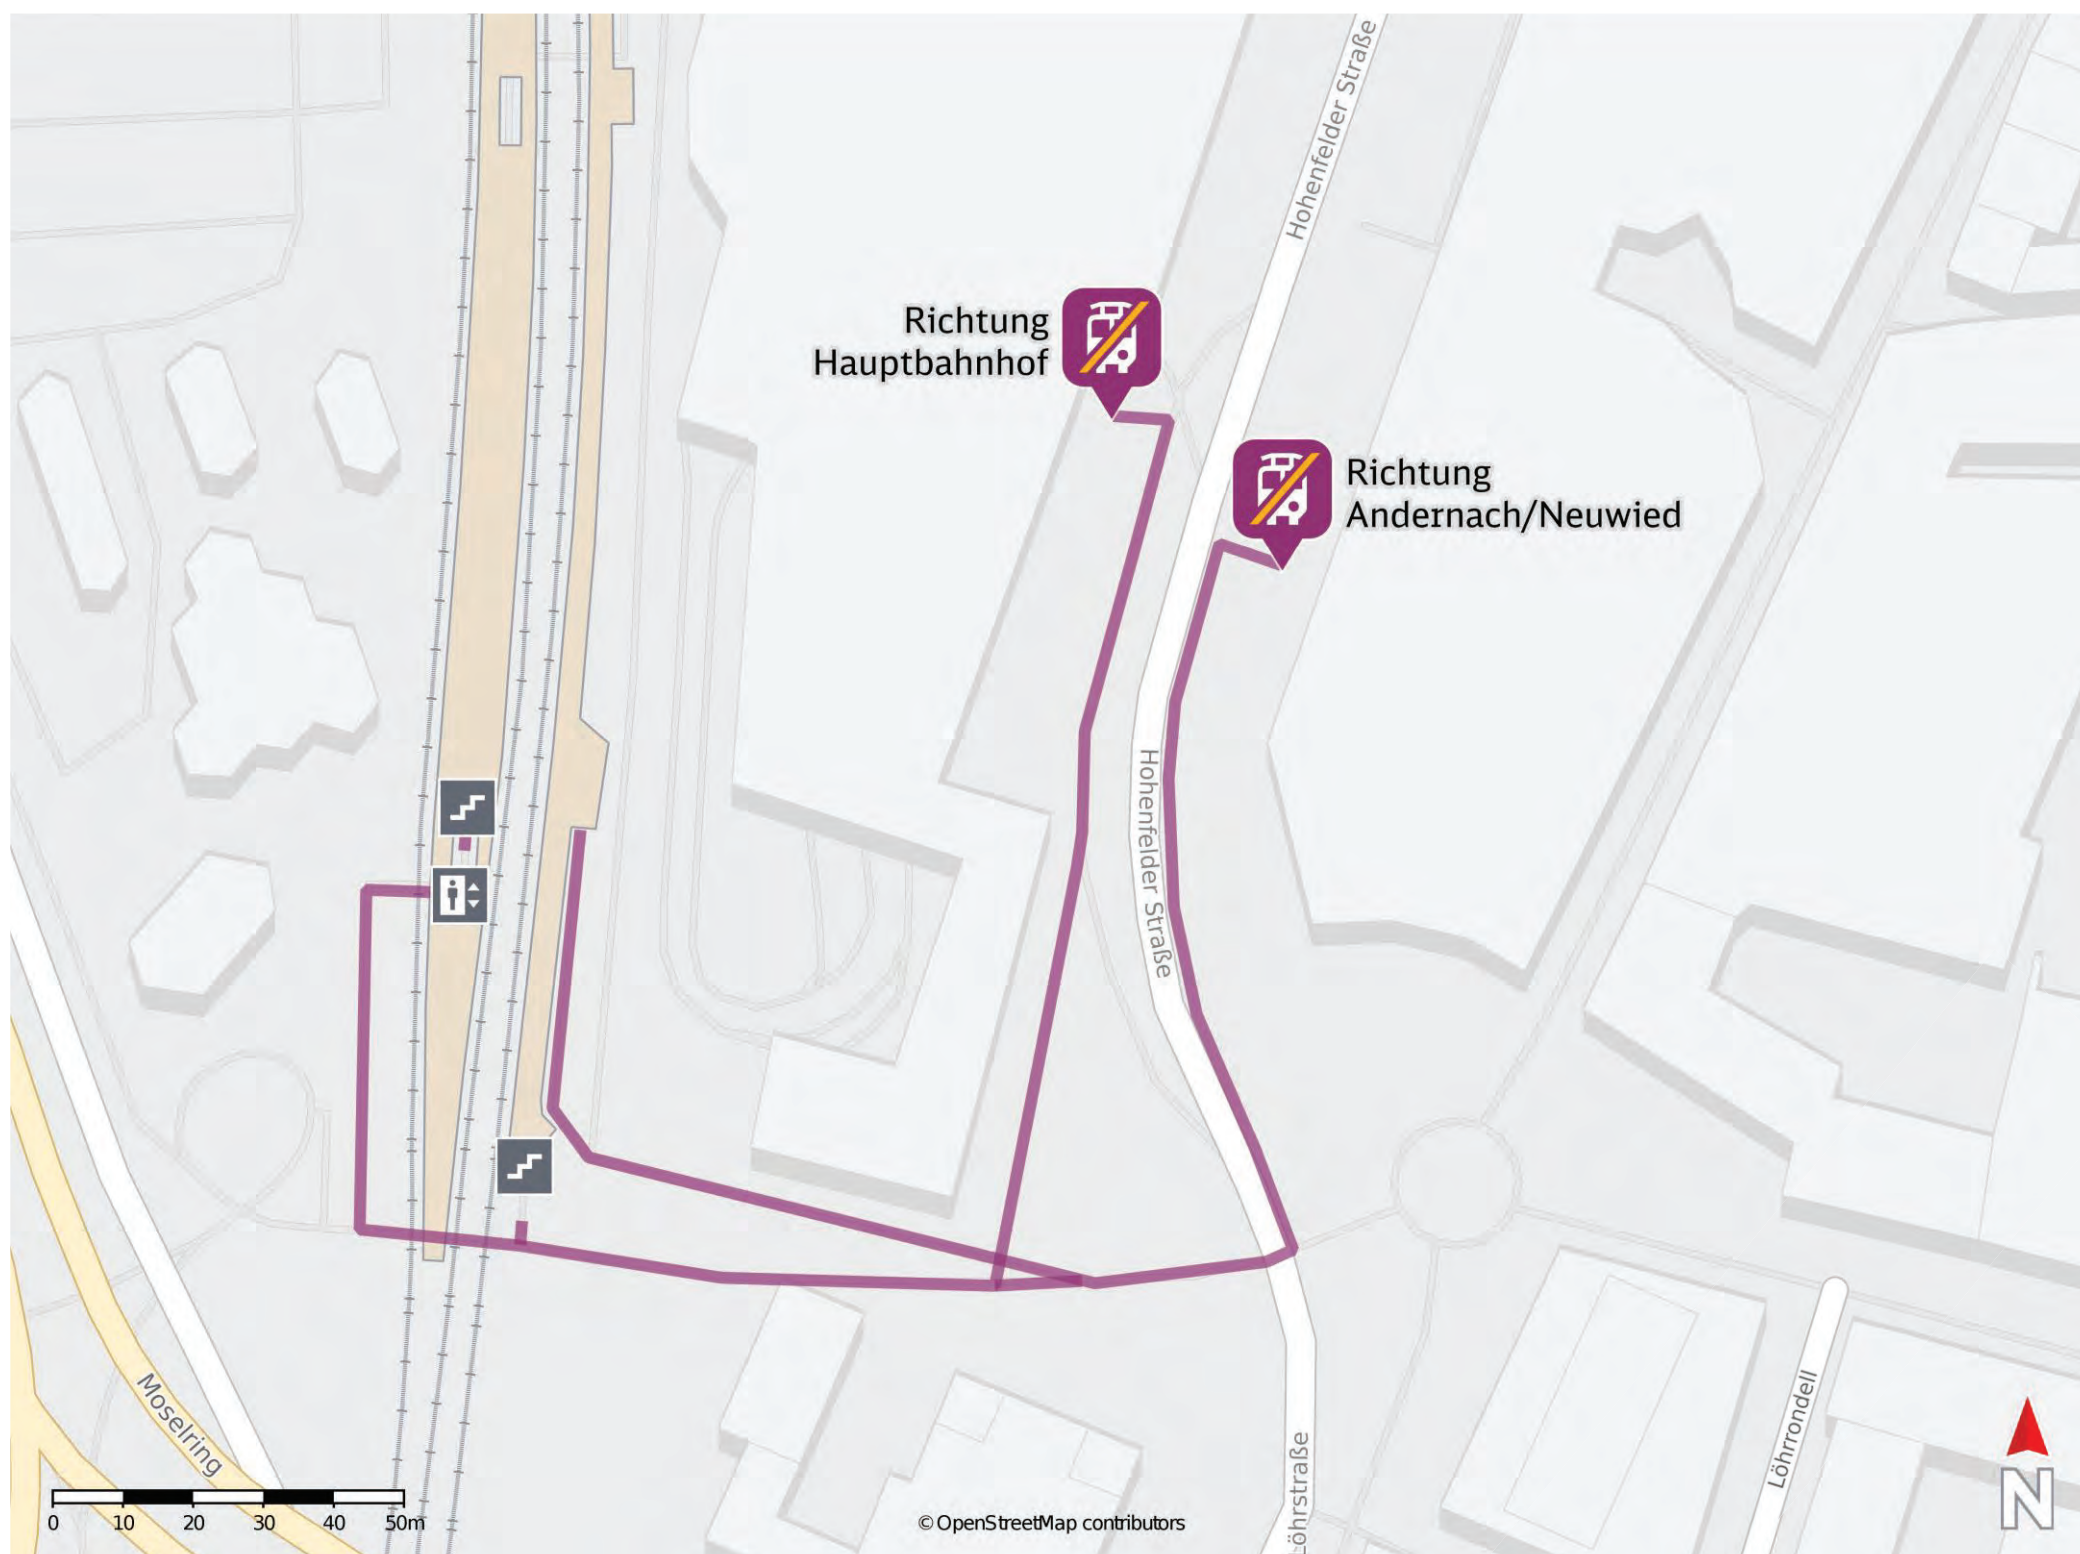 Hohenfelder Straße
Richtung
Hauptbahnhof
Richtung
Andernach/Neuwied
Hohenfelder Straße
Moselring
Löhrrondell
Löhrstraße
N
0 10 20 30 40 50m
© OpenStreetMap contributors